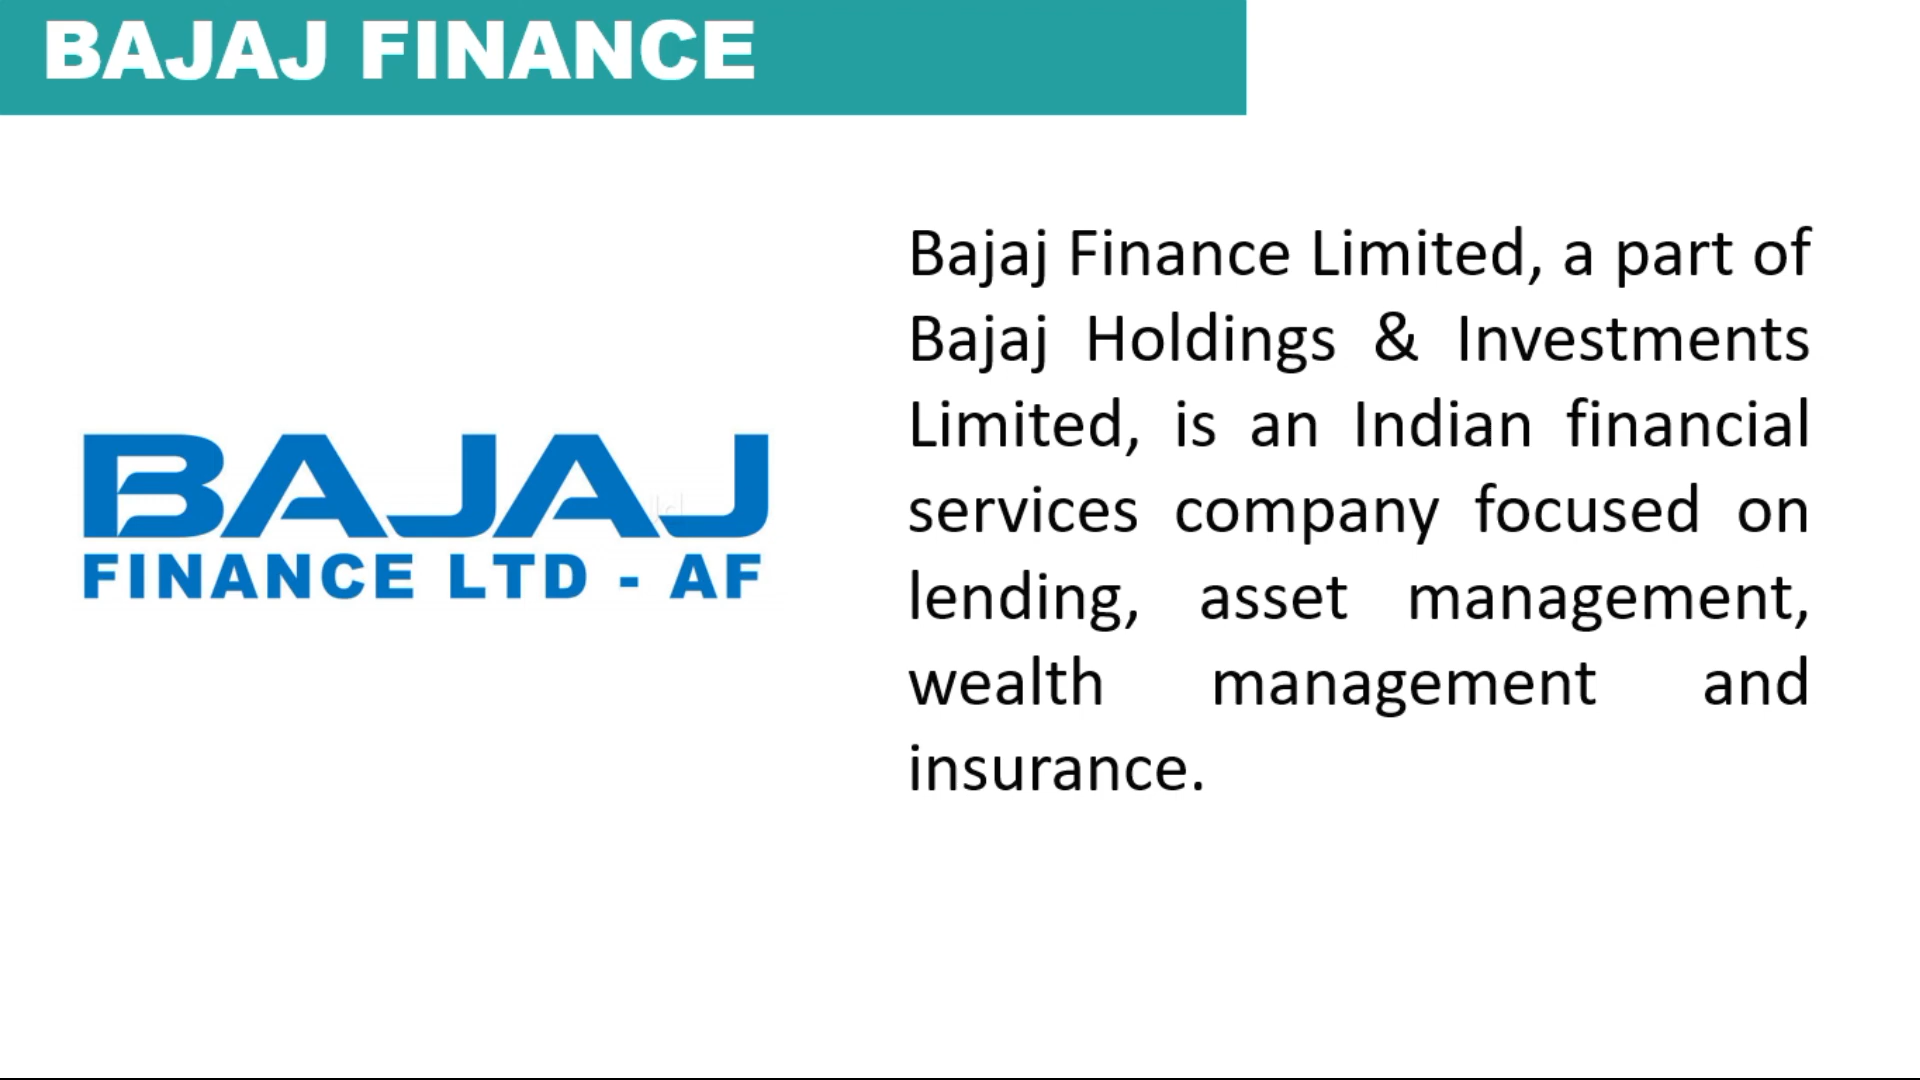 BAJAJ FINANCE
BAJAJ
FINANCE LTD - AF
Bajaj Finance Limited, a part of
Bajaj Holdings & Investments
Limited, is an Indian financial
services company focused on
lending, asset management,
wealth management and
insurance.